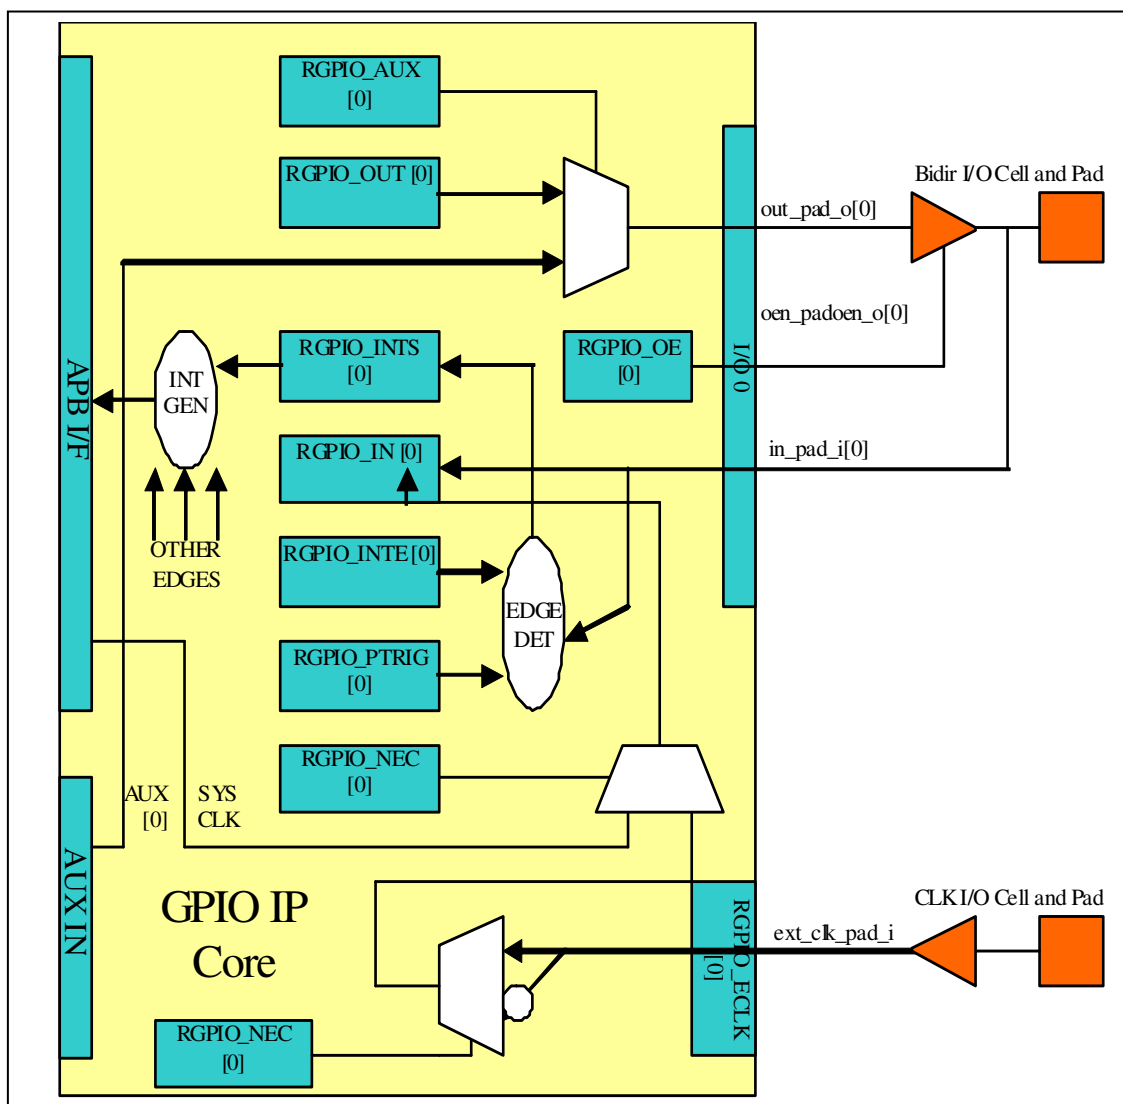 RGPIO_AUX
[0]
RGPIO_OUT [0]
Bidir I/O Cell and Pad
out_pad_o[0]
oen_padoen_o[0]
I/O 0
RGPIO_OE
[0]
RGPIO_INTS
[0]
INT
GEN
APB I/F
RGPIO_IN [0]
in_pad_i[0]
OTHER
EDGES
RGPIO_INTE [0]
EDGE
DET
RGPIO_PTRIG
[0]
RGPIO_NEC
[0]
AUX
[0]
SYS
CLK
AUX IN
GPIO IP
Core
RGPIO_ECLK
[0]
ext_clk_pad_i
CLK I/O Cell and Pad
RGPIO_NEC
[0]